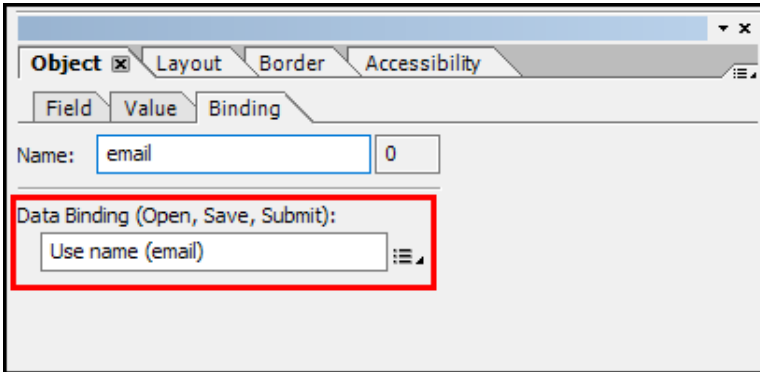 Object Layout Border Accessibility
Field Value Binding
Name: email 0
Data Binding (Open, Save, Submit):
Use name (email)